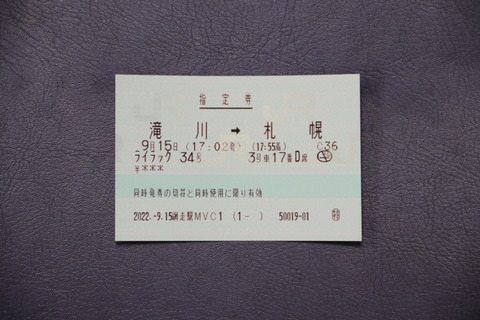 指定券
滝川 → 札幌
9月15日 (17:02発) (17:55着) C36
ライラック 34号 3号車17番D席
¥***
同時発売の切符と同時使用に限り有効
2022.-9.15網走駅MVC1 (1- ) 50019-01